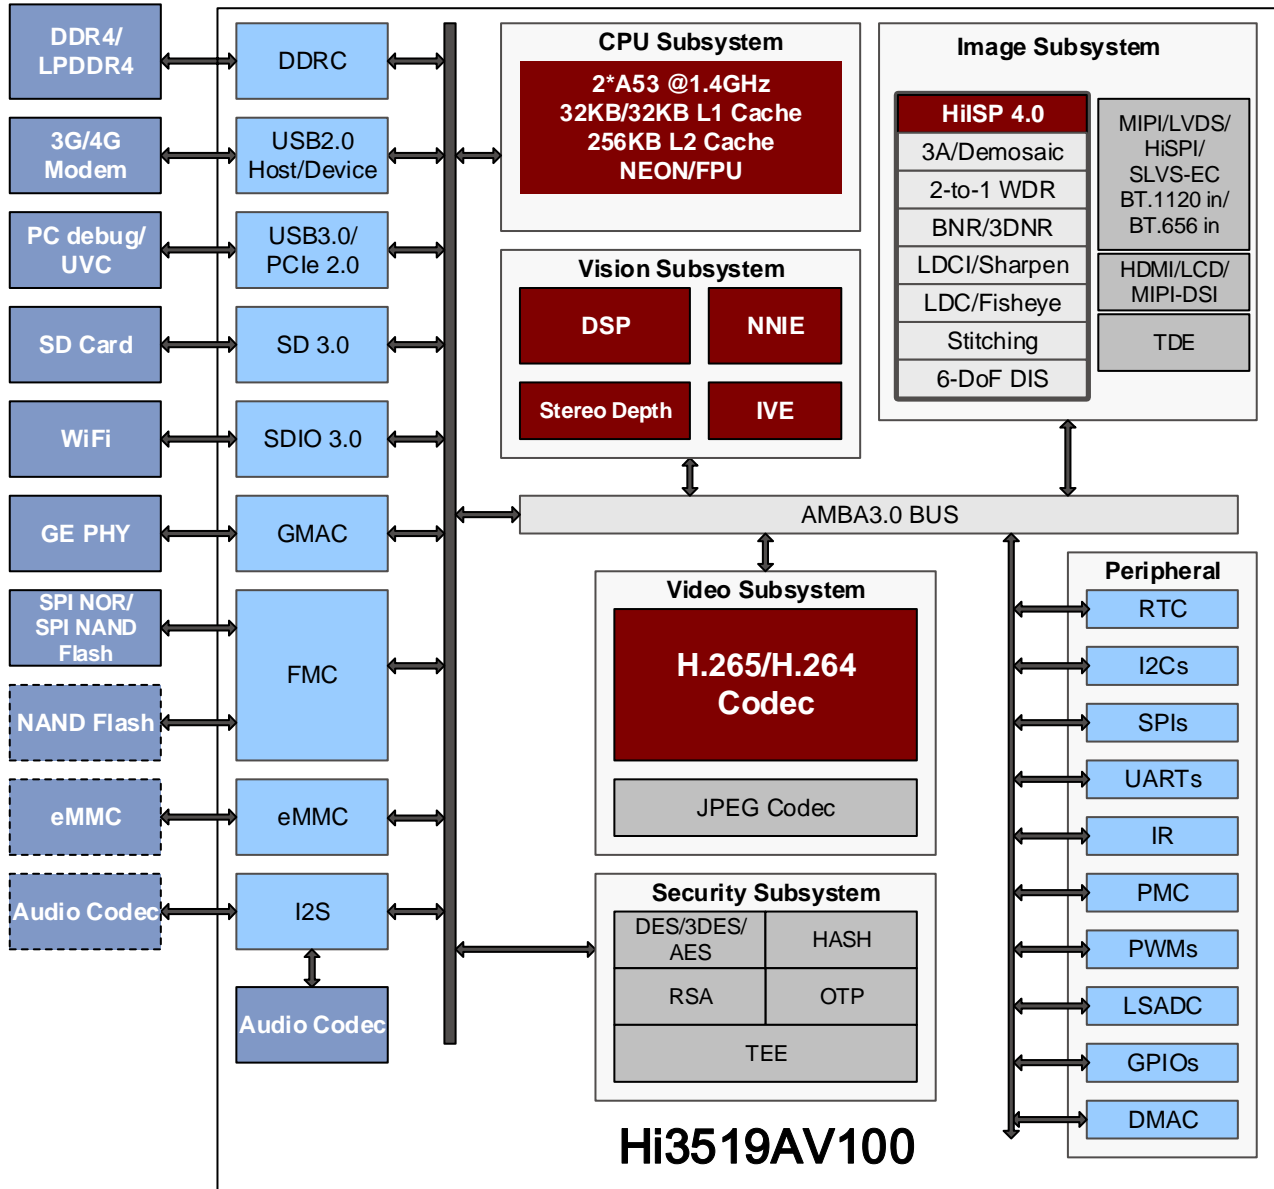 DDR4/
LPDDR4
3G/4G
Modem
PC debug/
UVC
SD Card
WiFi
GE PHY
SPI NOR/
SPI NAND
Flash
NAND Flash
eMMC
Audio Codec
DDRC
USB2.0
Host/Device
USB3.0/
PCIe 2.0
SD 3.0
SDIO 3.0
GMAC
FMC
eMMC
I2S
Audio Codec
CPU Subsystem
2*A53 @1.4GHz
32KB/32KB L1 Cache
256KB L2 Cache
NEON/FPU
Vision Subsystem
DSP
NNIE
Stereo Depth
IVE
Image Subsystem
HiISP 4.0
3A/Demosaic
2-to-1 WDR
BNR/3DNR
LDCI/Sharpen
LDC/Fisheye
Stitching
6-DoF DIS
MIPI/LVDS/
HiSPI/
SLVS-EC
BT.1120 in/
BT.656 in
HDMI/LCD/
MIPI-DSI
TDE
AMBA3.0 BUS
Video Subsystem
H.265/H.264
Codec
JPEG Codec
Security Subsystem
DES/3DES/
AES
HASH
RSA
OTP
TEE
Peripheral
RTC
I2Cs
SPIs
UARTs
IR
PMC
PWMs
LSADC
GPIOs
DMAC
Hi3519AV100